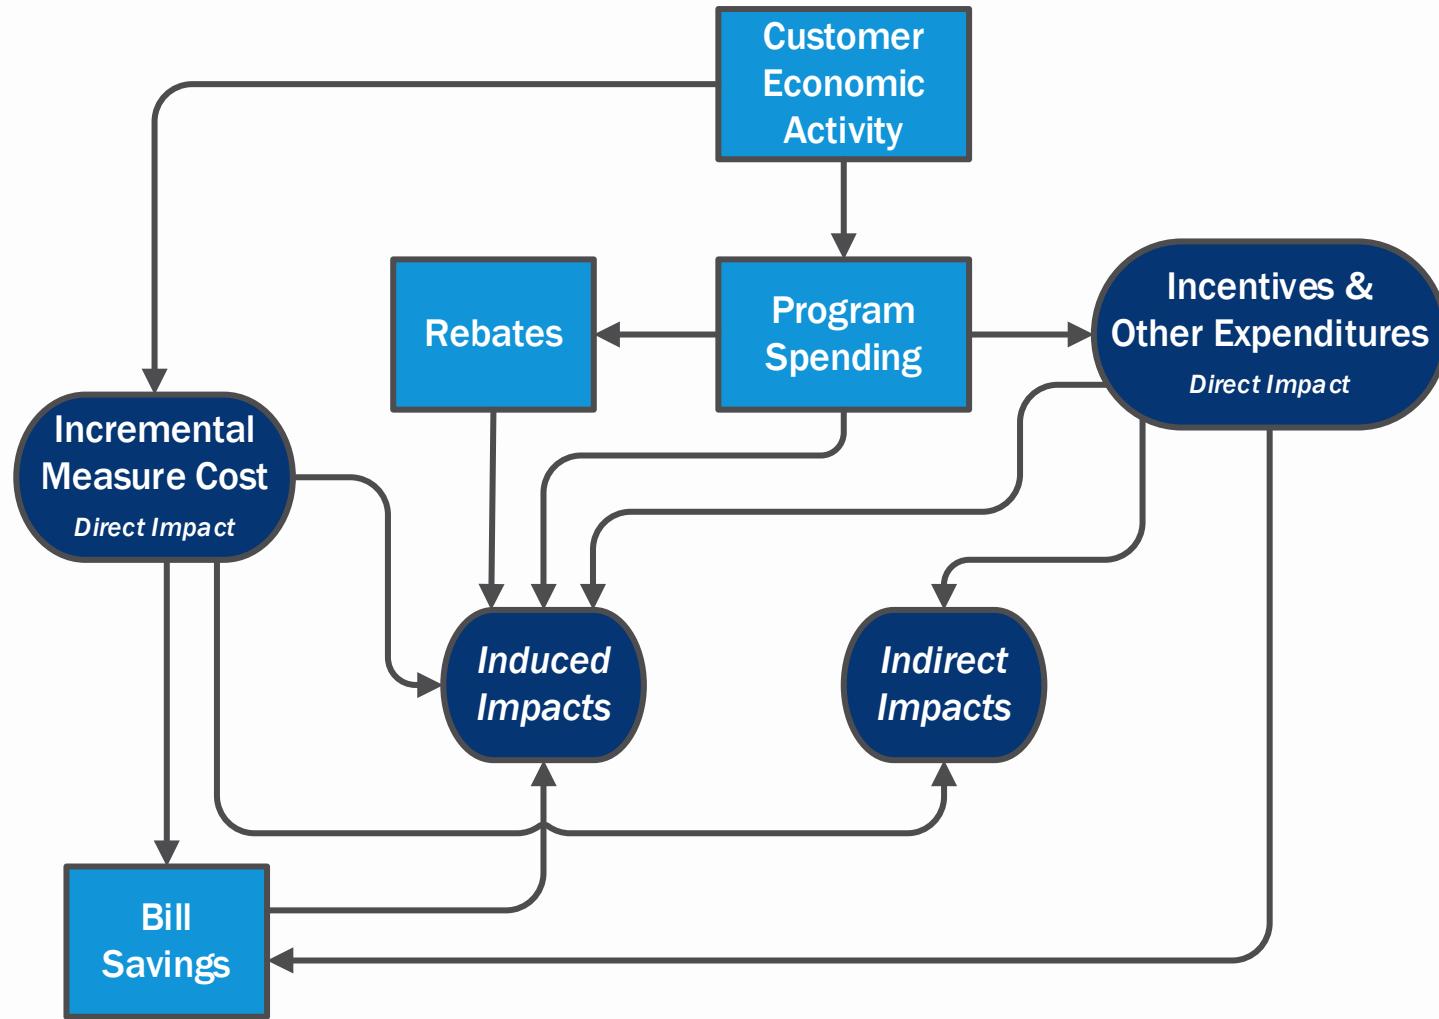 Customer
Economic
Activity
Rebates
Program
Spending
Incentives &
Other Expenditures
Direct Impact
Incremental
Measure Cost
Direct Impact
Induced
Impacts
Indirect
Impacts
Bill
Savings